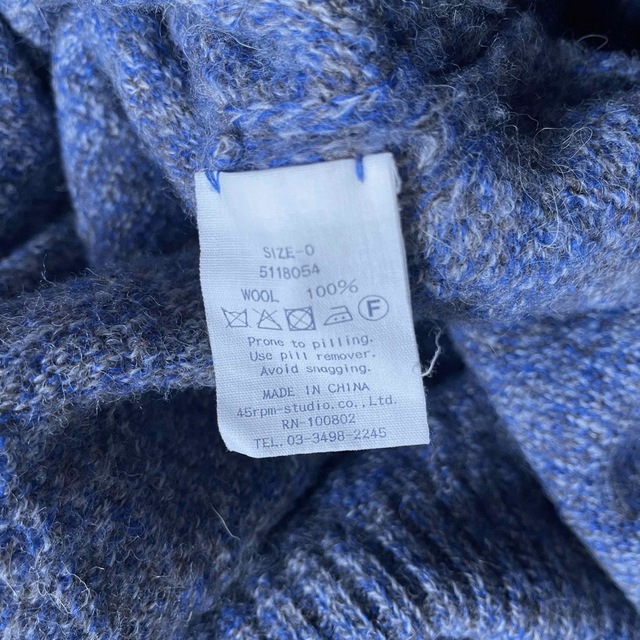 SIZE-0
5118054
WOOL 100%
F
Prone to pilling.
Use pill remover.
Avoid snagging.
MADE IN CHINA
45rpm-studio.co.,Ltd.
RN-100802
TEL.03-3498-2245